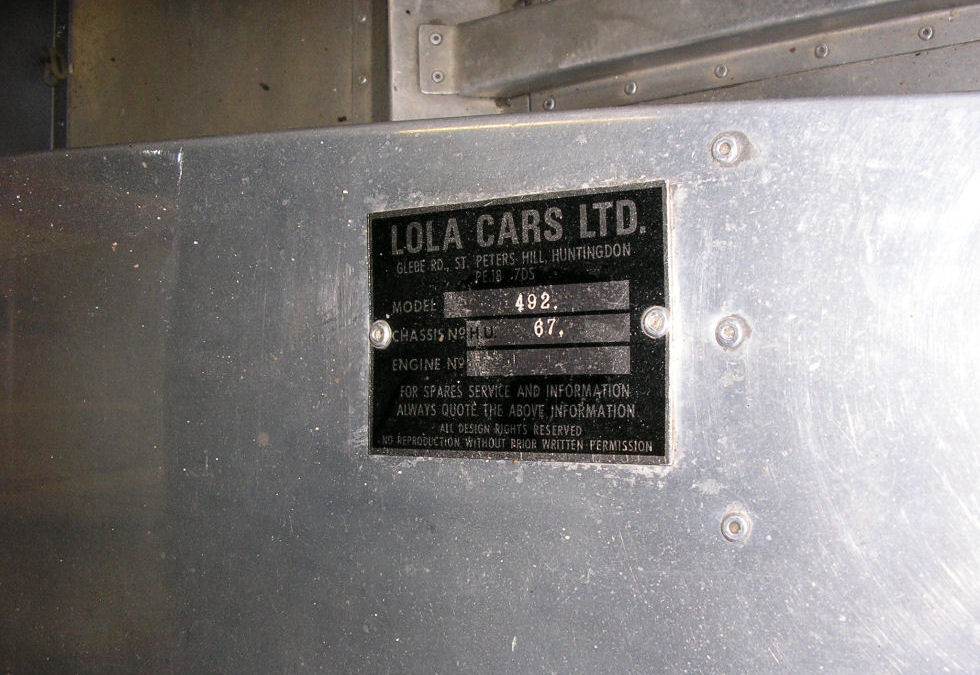 LOLA CARS LTD.
GLEBE RD., ST. PETERS HILL, HUNTINGDON
PE18 7DS
MODEL 492.
CHASSIS Nº HU 67.
ENGINE Nº
FOR SPARES SERVICE AND INFORMATION
ALWAYS QUOTE THE ABOVE INFORMATION
ALL DESIGN RIGHTS RESERVED
NO REPRODUCTION WITHOUT PRIOR WRITTEN PERMISSION